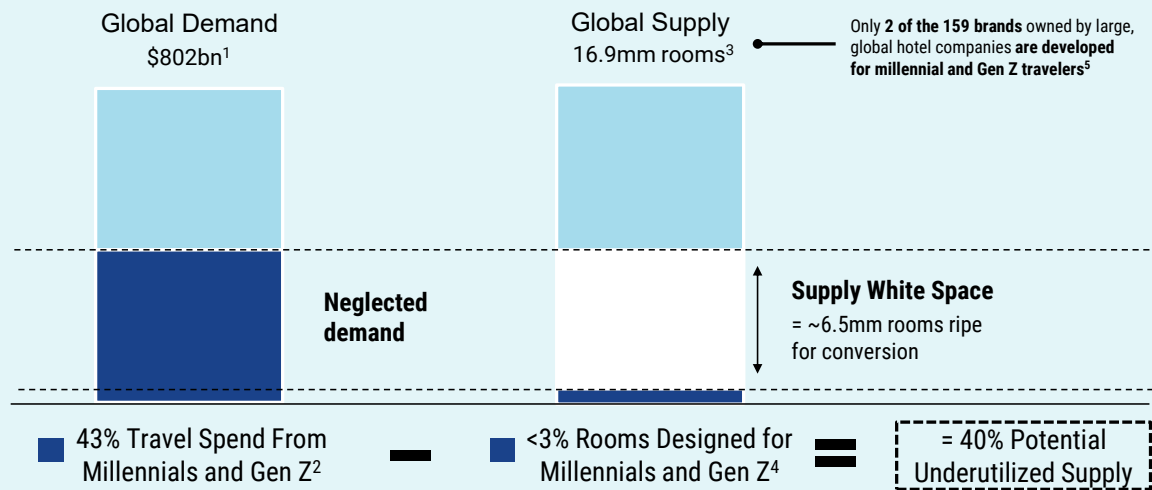 Global Demand
$802bn¹
Global Supply
16.9mm rooms³
Only 2 of the 159 brands owned by large,
global hotel companies are developed
for millennial and Gen Z travelers⁵
Neglected
demand
Supply White Space
= ~6.5mm rooms ripe
for conversion
43% Travel Spend From
Millennials and Gen Z²
<3% Rooms Designed for
Millennials and Gen Z⁴
= 40% Potential
Underutilized Supply